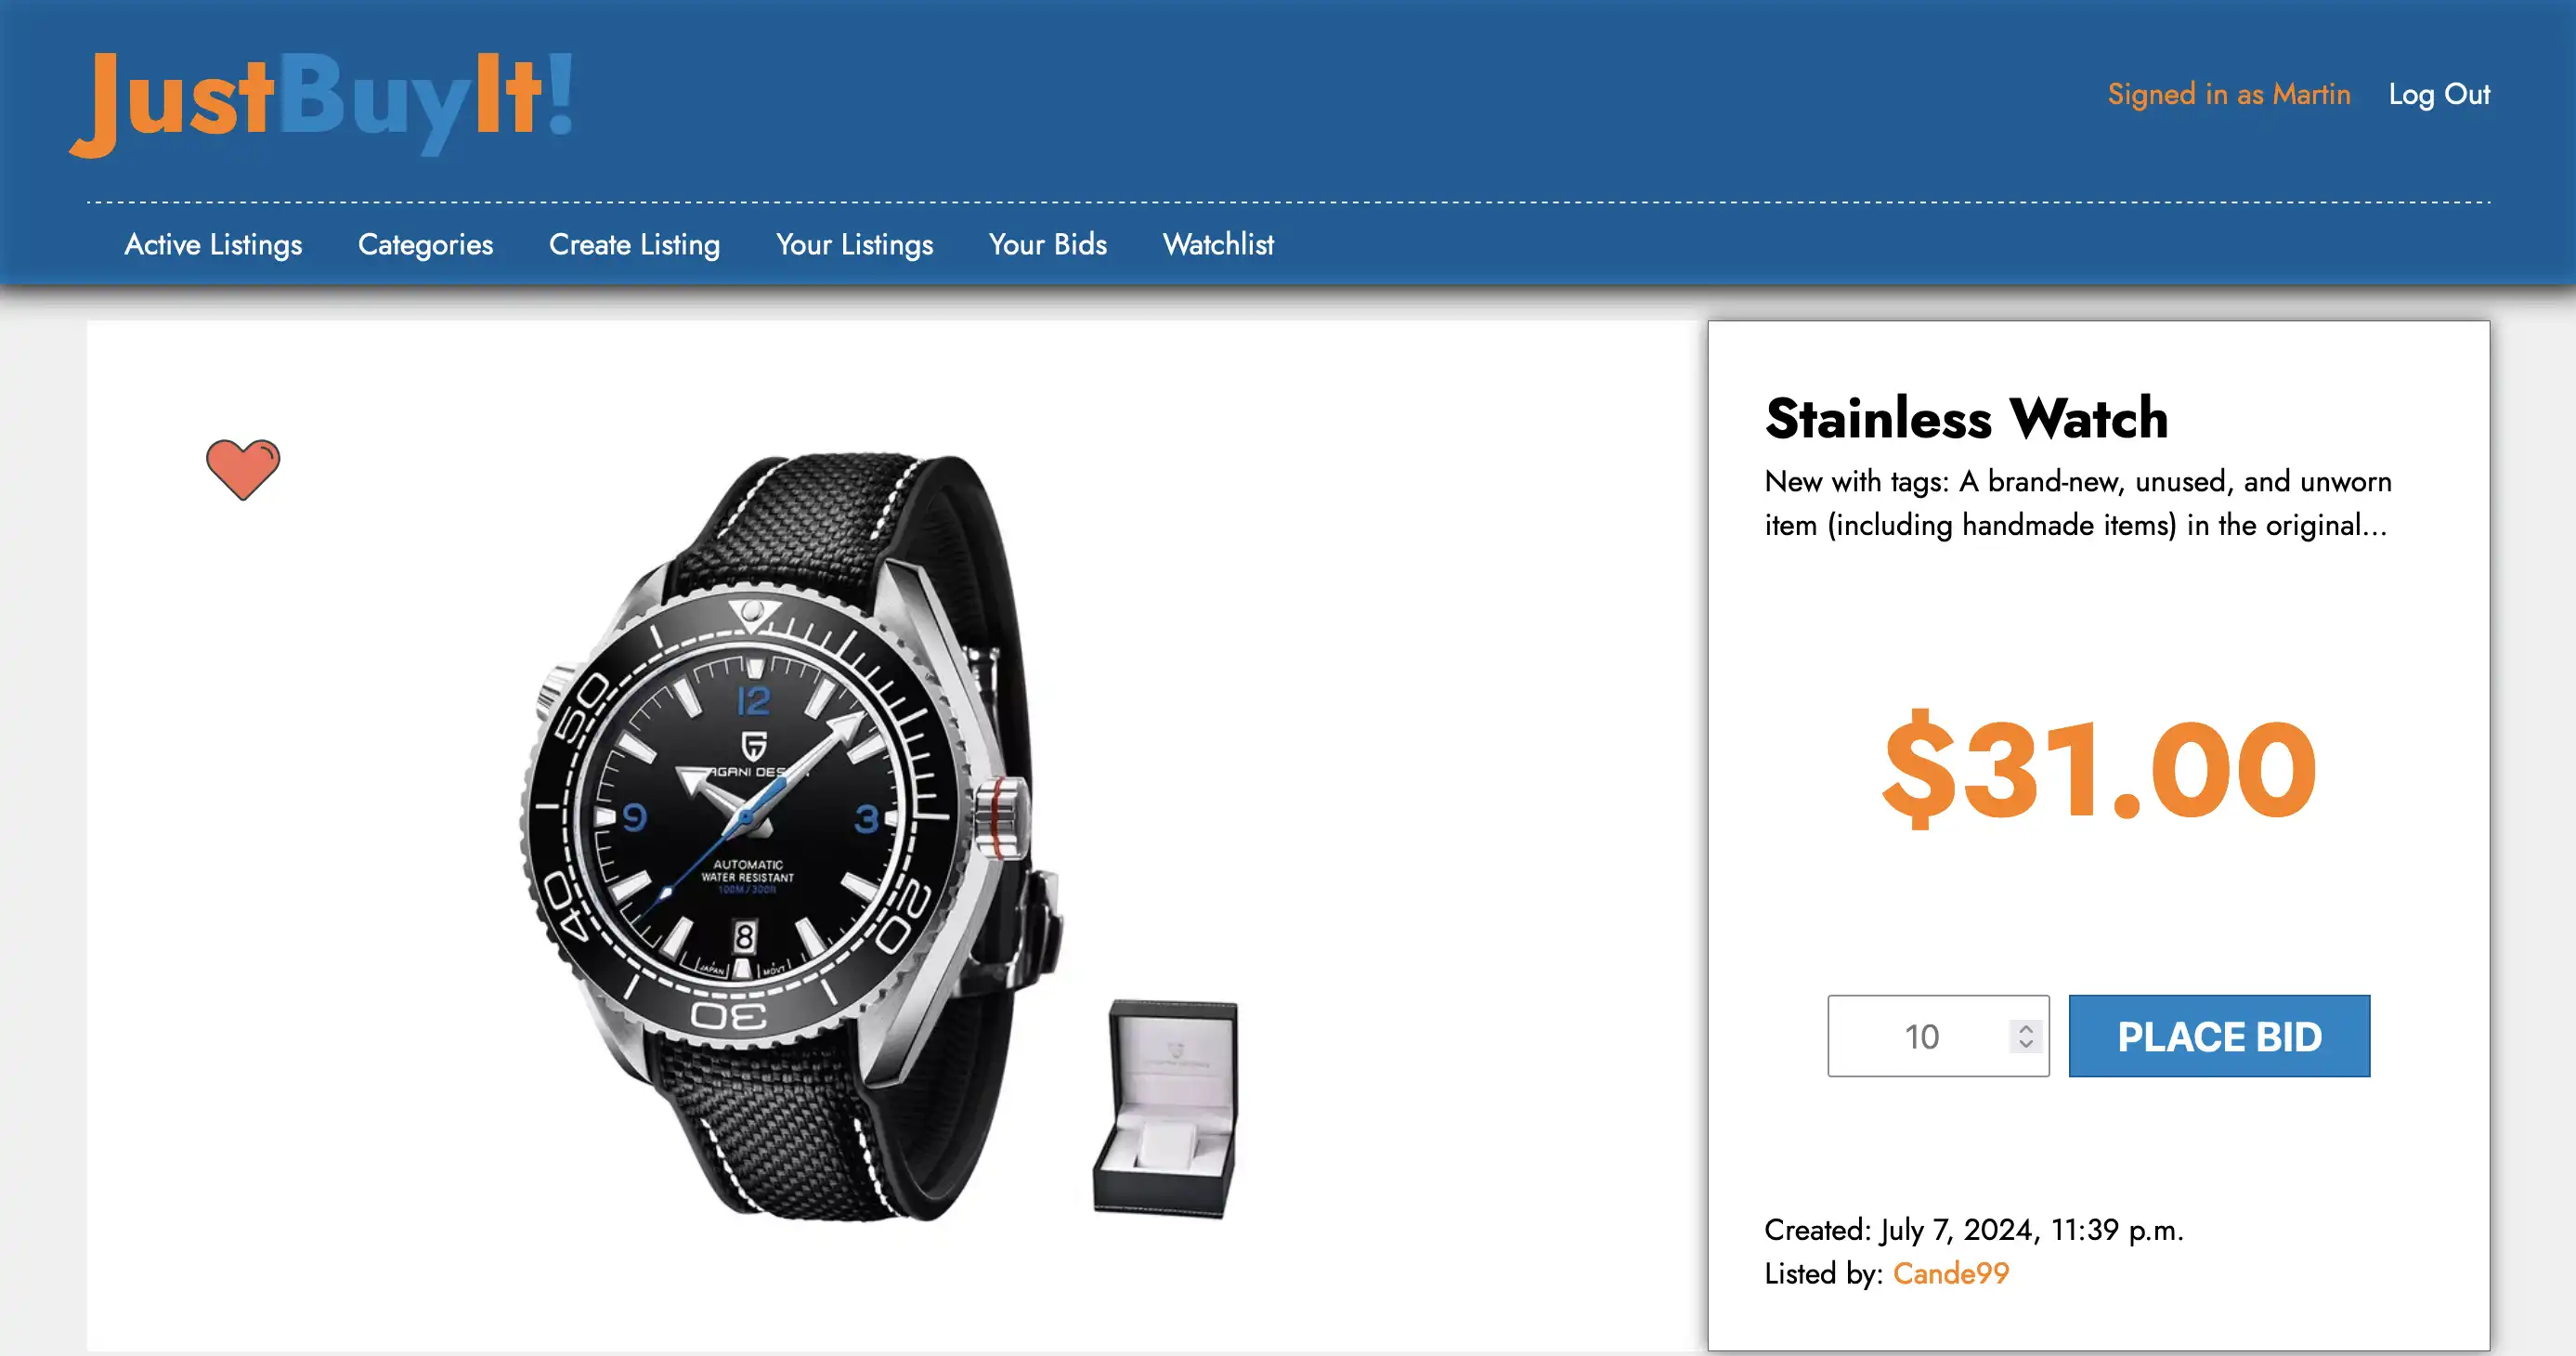 JustBuyIt!
Signed in as Martin Log Out
Active Listings Categories Create Listing Your Listings Your Bids Watchlist
50
12
9
3
AUTOMATIC
WATER RESISTANT
100M/300ft
40
20
8
JAPAN MOVT
30
Stainless Watch
New with tags: A brand-new, unused, and unworn
item (including handmade items) in the original...
$31.00
10 PLACE BID
Created: July 7, 2024, 11:39 p.m.
Listed by: Cande99